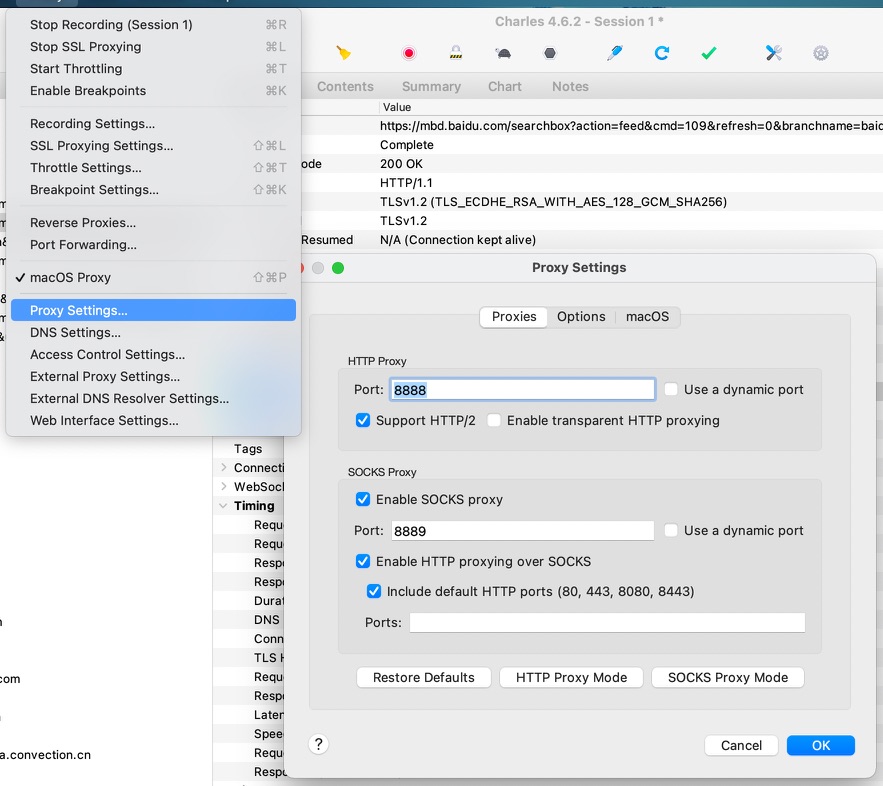 Charles 4.6.2 - Session 1 *
Stop Recording (Session 1) ⌘R
Stop SSL Proxying ⌘L
Start Throttling ⌘T
Enable Breakpoints ⌘K
Recording Settings...
SSL Proxying Settings... ⇧⌘L
Throttle Settings... ⇧⌘T
Breakpoint Settings... ⇧⌘K
Reverse Proxies...
Port Forwarding...
✓ macOS Proxy ⇧⌘P
Proxy Settings...
DNS Settings...
Access Control Settings...
External Proxy Settings...
External DNS Resolver Settings...
Web Interface Settings...
Contents Summary Chart Notes
Value
https://mbd.baidu.com/searchbox?action=feed&cmd=109&refresh=0&branchname=baid
Complete
ode 200 OK
HTTP/1.1
TLSv1.2 (TLS_ECDHE_RSA_WITH_AES_128_GCM_SHA256)
TLSv1.2
Resumed N/A (Connection kept alive)
Proxy Settings
Proxies Options macOS
HTTP Proxy
Port: 8888 Use a dynamic port
Support HTTP/2 Enable transparent HTTP proxying
SOCKS Proxy
Enable SOCKS proxy
Port: 8889 Use a dynamic port
Enable HTTP proxying over SOCKS
Include default HTTP ports (80, 443, 8080, 8443)
Ports:
Restore Defaults HTTP Proxy Mode SOCKS Proxy Mode
? Cancel OK
Tags
Connecti
WebSoc
Timing
Requ
Requ
Resp
Resp
Durat
DNS
Conn
TLS H
Requ
Resp
Laten
Spee
Requ
Respo
com
a.convection.cn